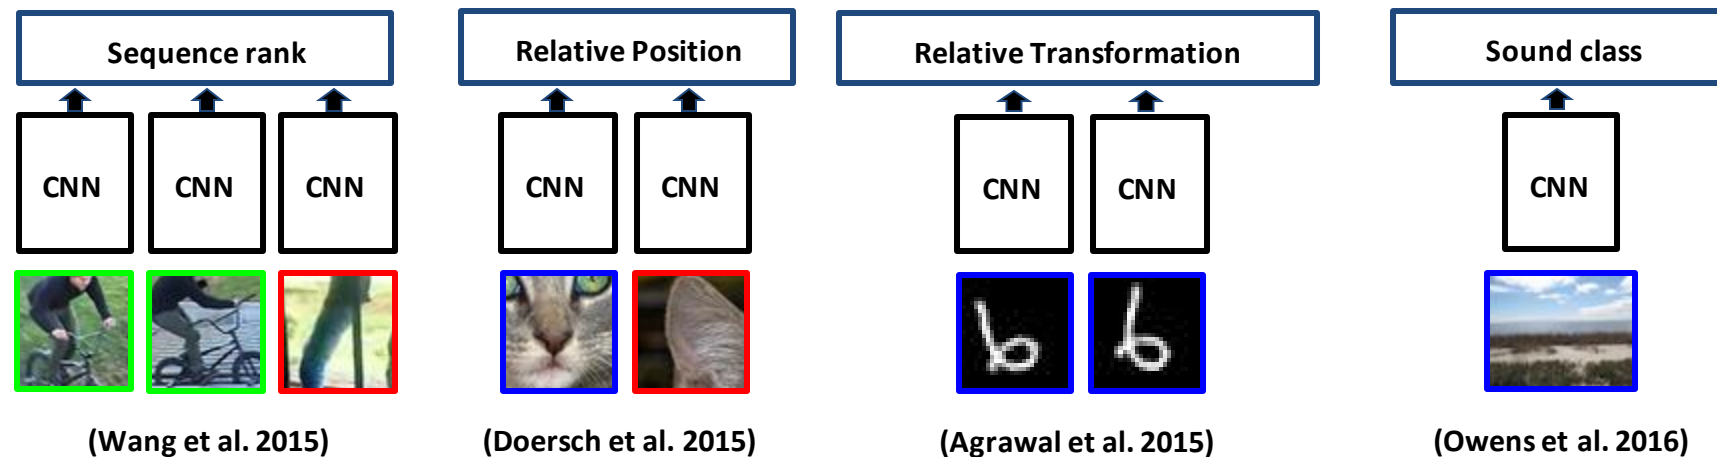 Sequence rank
Relative Position
Relative Transformation
Sound class
CNN CNN CNN
CNN CNN
CNN CNN
CNN
(Wang et al. 2015)
(Doersch et al. 2015)
(Agrawal et al. 2015)
(Owens et al. 2016)